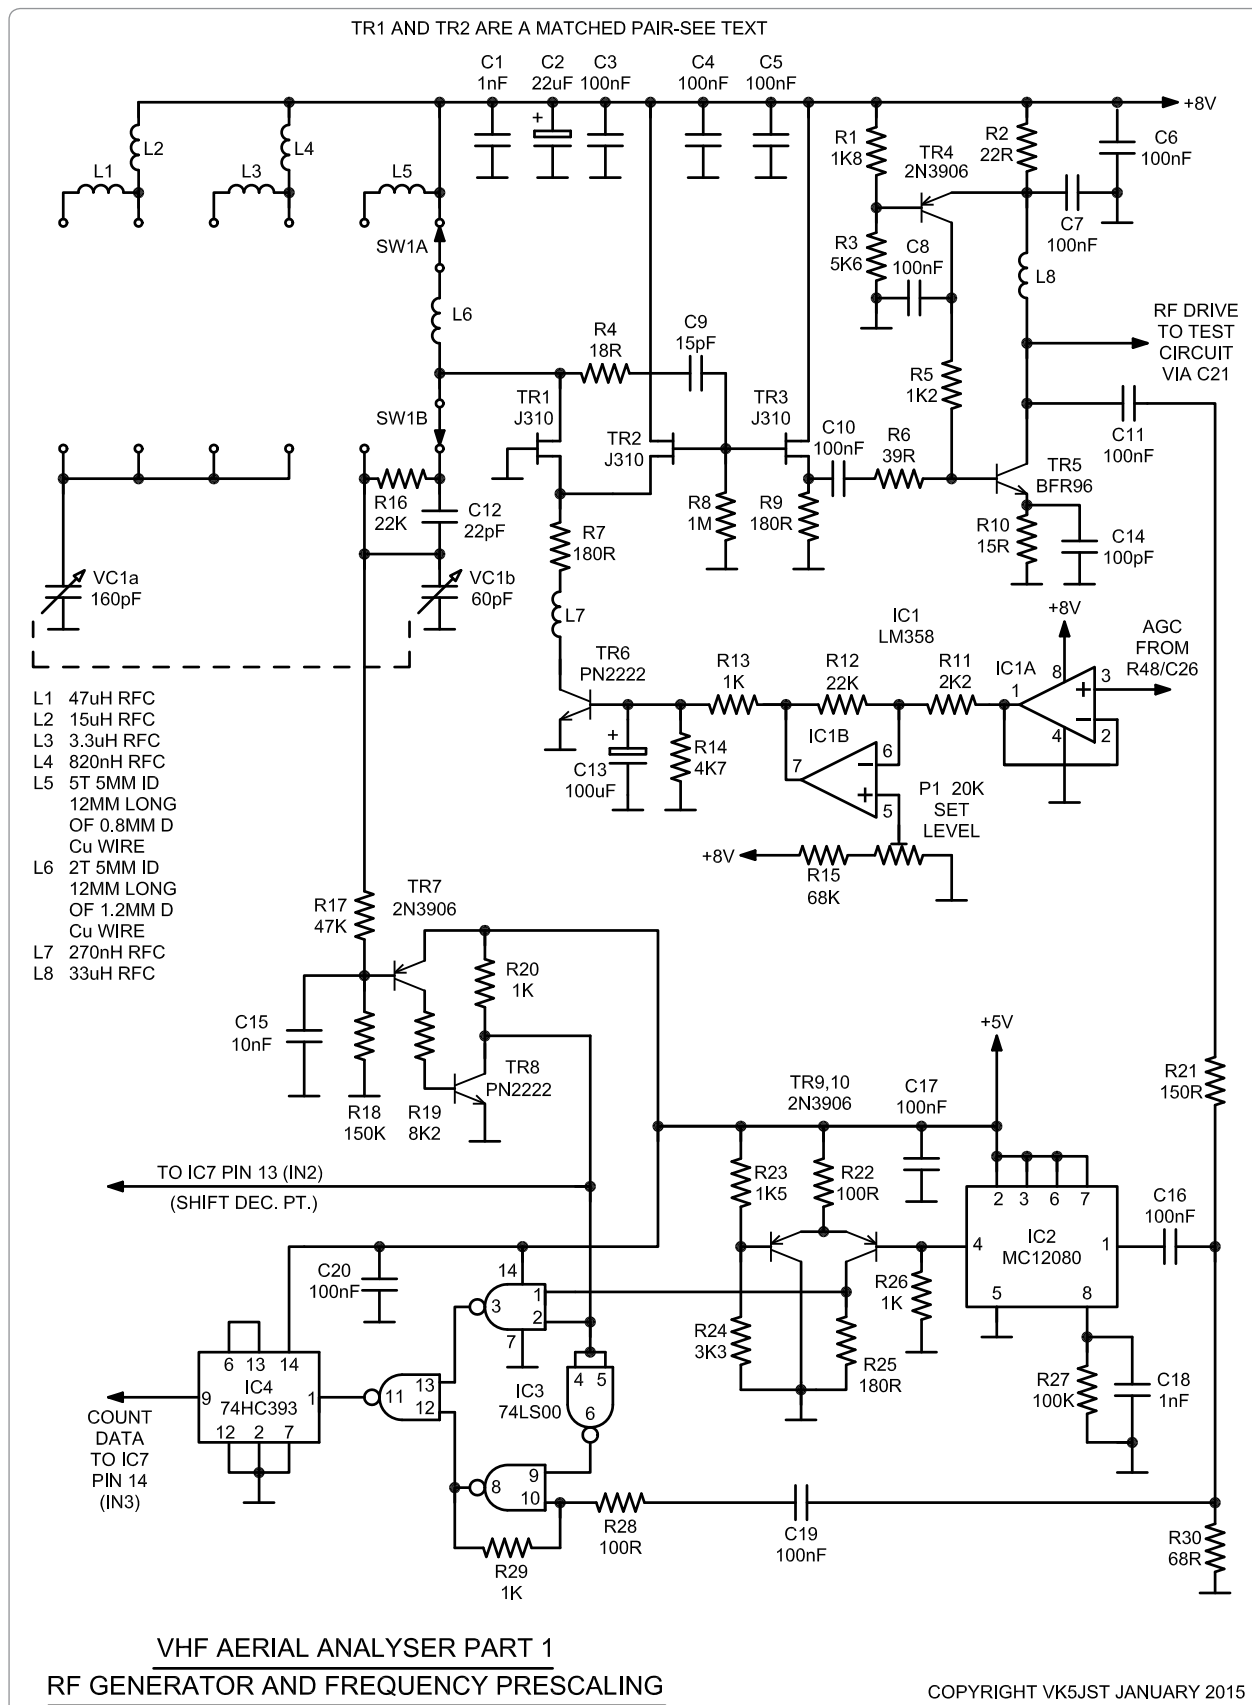 TR1 AND TR2 ARE A MATCHED PAIR-SEE TEXT
C1
1nF
C2
22uF
C3
100nF
C4
100nF
C5
100nF
+8V
+
L2
L4
L1
L3
L5
R1
1K8
TR4
2N3906
R2
22R
C6
100nF
SW1A
R3
5K6
C8
100nF
C7
100nF
L8
L6
R4
18R
C9
15pF
RF DRIVE
TO TEST
CIRCUIT
VIA C21
R5
1K2
SW1B
TR1
J310
TR2
J310
TR3
J310
C10
100nF
R6
39R
C11
100nF
TR5
BFR96
R16
22K
C12
22pF
R7
180R
R8
1M
R9
180R
R10
15R
C14
100pF
VC1a
160pF
VC1b
60pF
L7
IC1
LM358
+8V
AGC
FROM
R48/C26
TR6
PN2222
R13
1K
R12
22K
R11
2K2
IC1A
8
3
1
+
−
4
2
L1 47uH RFC
L2 15uH RFC
L3 3.3uH RFC
L4 820nH RFC
L5 5T 5MM ID
12MM LONG
OF 0.8MM D
Cu WIRE
L6 2T 5MM ID
12MM LONG
OF 1.2MM D
Cu WIRE
L7 270nH RFC
L8 33uH RFC
+
C13
100uF
R14
4K7
IC1B
7
−
6
+
5
P1 20K
SET
LEVEL
+8V
R15
68K
R17
47K
TR7
2N3906
R20
1K
C15
10nF
TR8
PN2222
R18
150K
R19
8K2
+5V
TR9,10
2N3906
C17
100nF
R21
150R
TO IC7 PIN 13 (IN2)
(SHIFT DEC. PT.)
R23
1K5
R22
100R
2 3 6 7
IC2
MC12080
4
1
5
8
C16
100nF
C20
100nF
14
1
3
2
7
R26
1K
R24
3K3
R25
180R
R27
100K
C18
1nF
6 13 14
9
IC4
74HC393
1
12 2 7
11
13
12
IC3
74LS00
4 5
6
COUNT
DATA
TO IC7
PIN 14
(IN3)
8
9
10
R28
100R
C19
100nF
R29
1K
R30
68R
VHF AERIAL ANALYSER PART 1
RF GENERATOR AND FREQUENCY PRESCALING
COPYRIGHT VK5JST JANUARY 2015